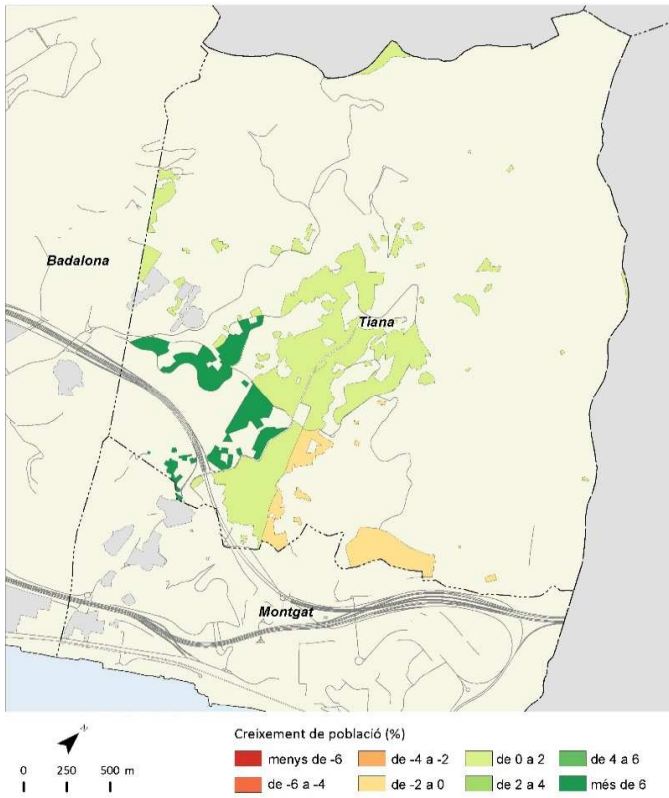 Badalona
Tiana
Montgat
N
0 250 500 m
Creixement de població (%)
menys de -6 de -4 a -2 de 0 a 2 de 4 a 6
de -6 a -4 de -2 a 0 de 2 a 4 més de 6